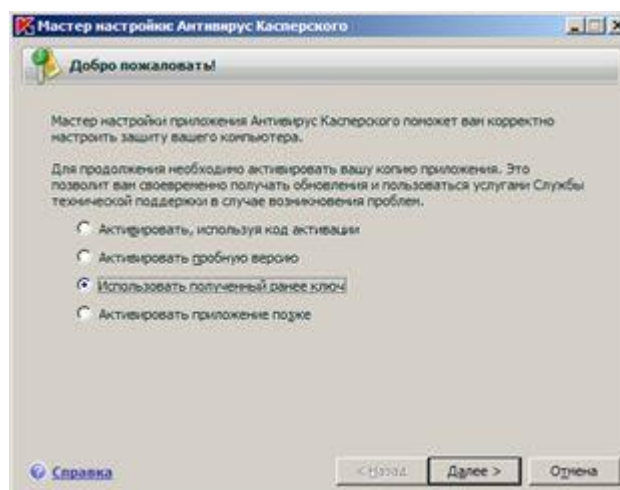 Мастер настройки: Антивирус Касперского
Добро пожаловать!
Мастер настройки приложения Антивирус Касперского поможет вам корректно
настроить защиту вашего компьютера.
Для продолжения необходимо активировать вашу копию приложения. Это
позволит вам своевременно получать обновления и пользоваться услугами Службы
технической поддержки в случае возникновения проблем.
Активировать, используя код активации
Активировать пробную версию
Использовать полученный ранее ключ
Активировать приложение позже
Справка
< Назад
Далее >
Отмена